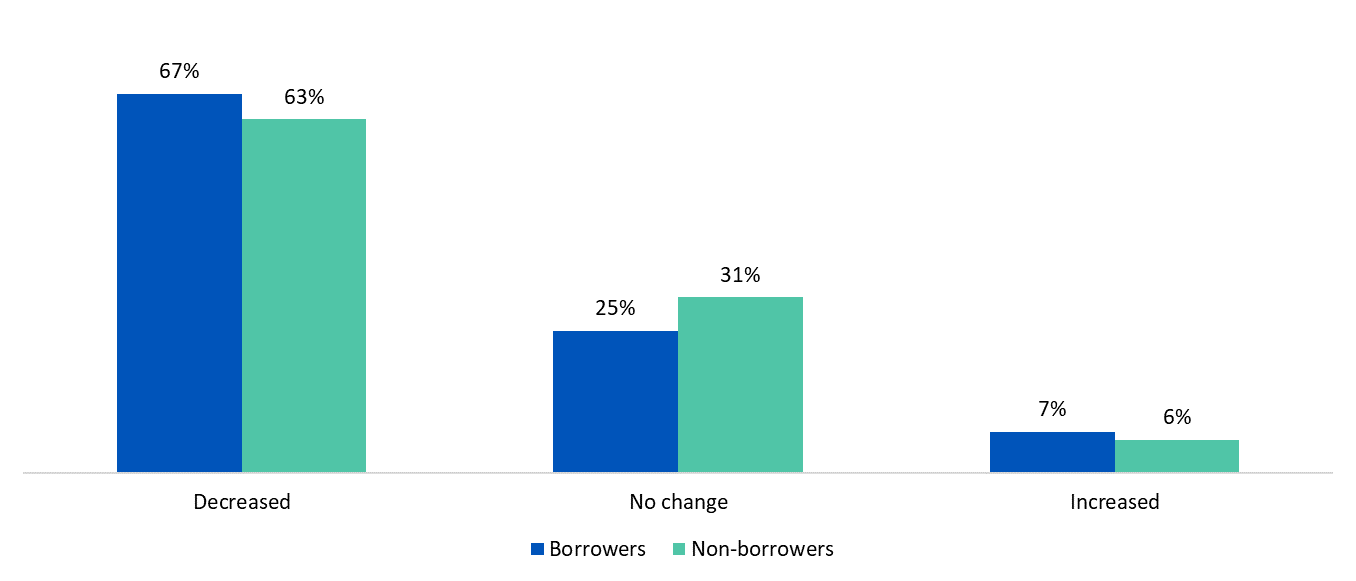 67%
63%
25%
31%
7%
6%
Decreased
No change
Increased
Borrowers
Non-borrowers